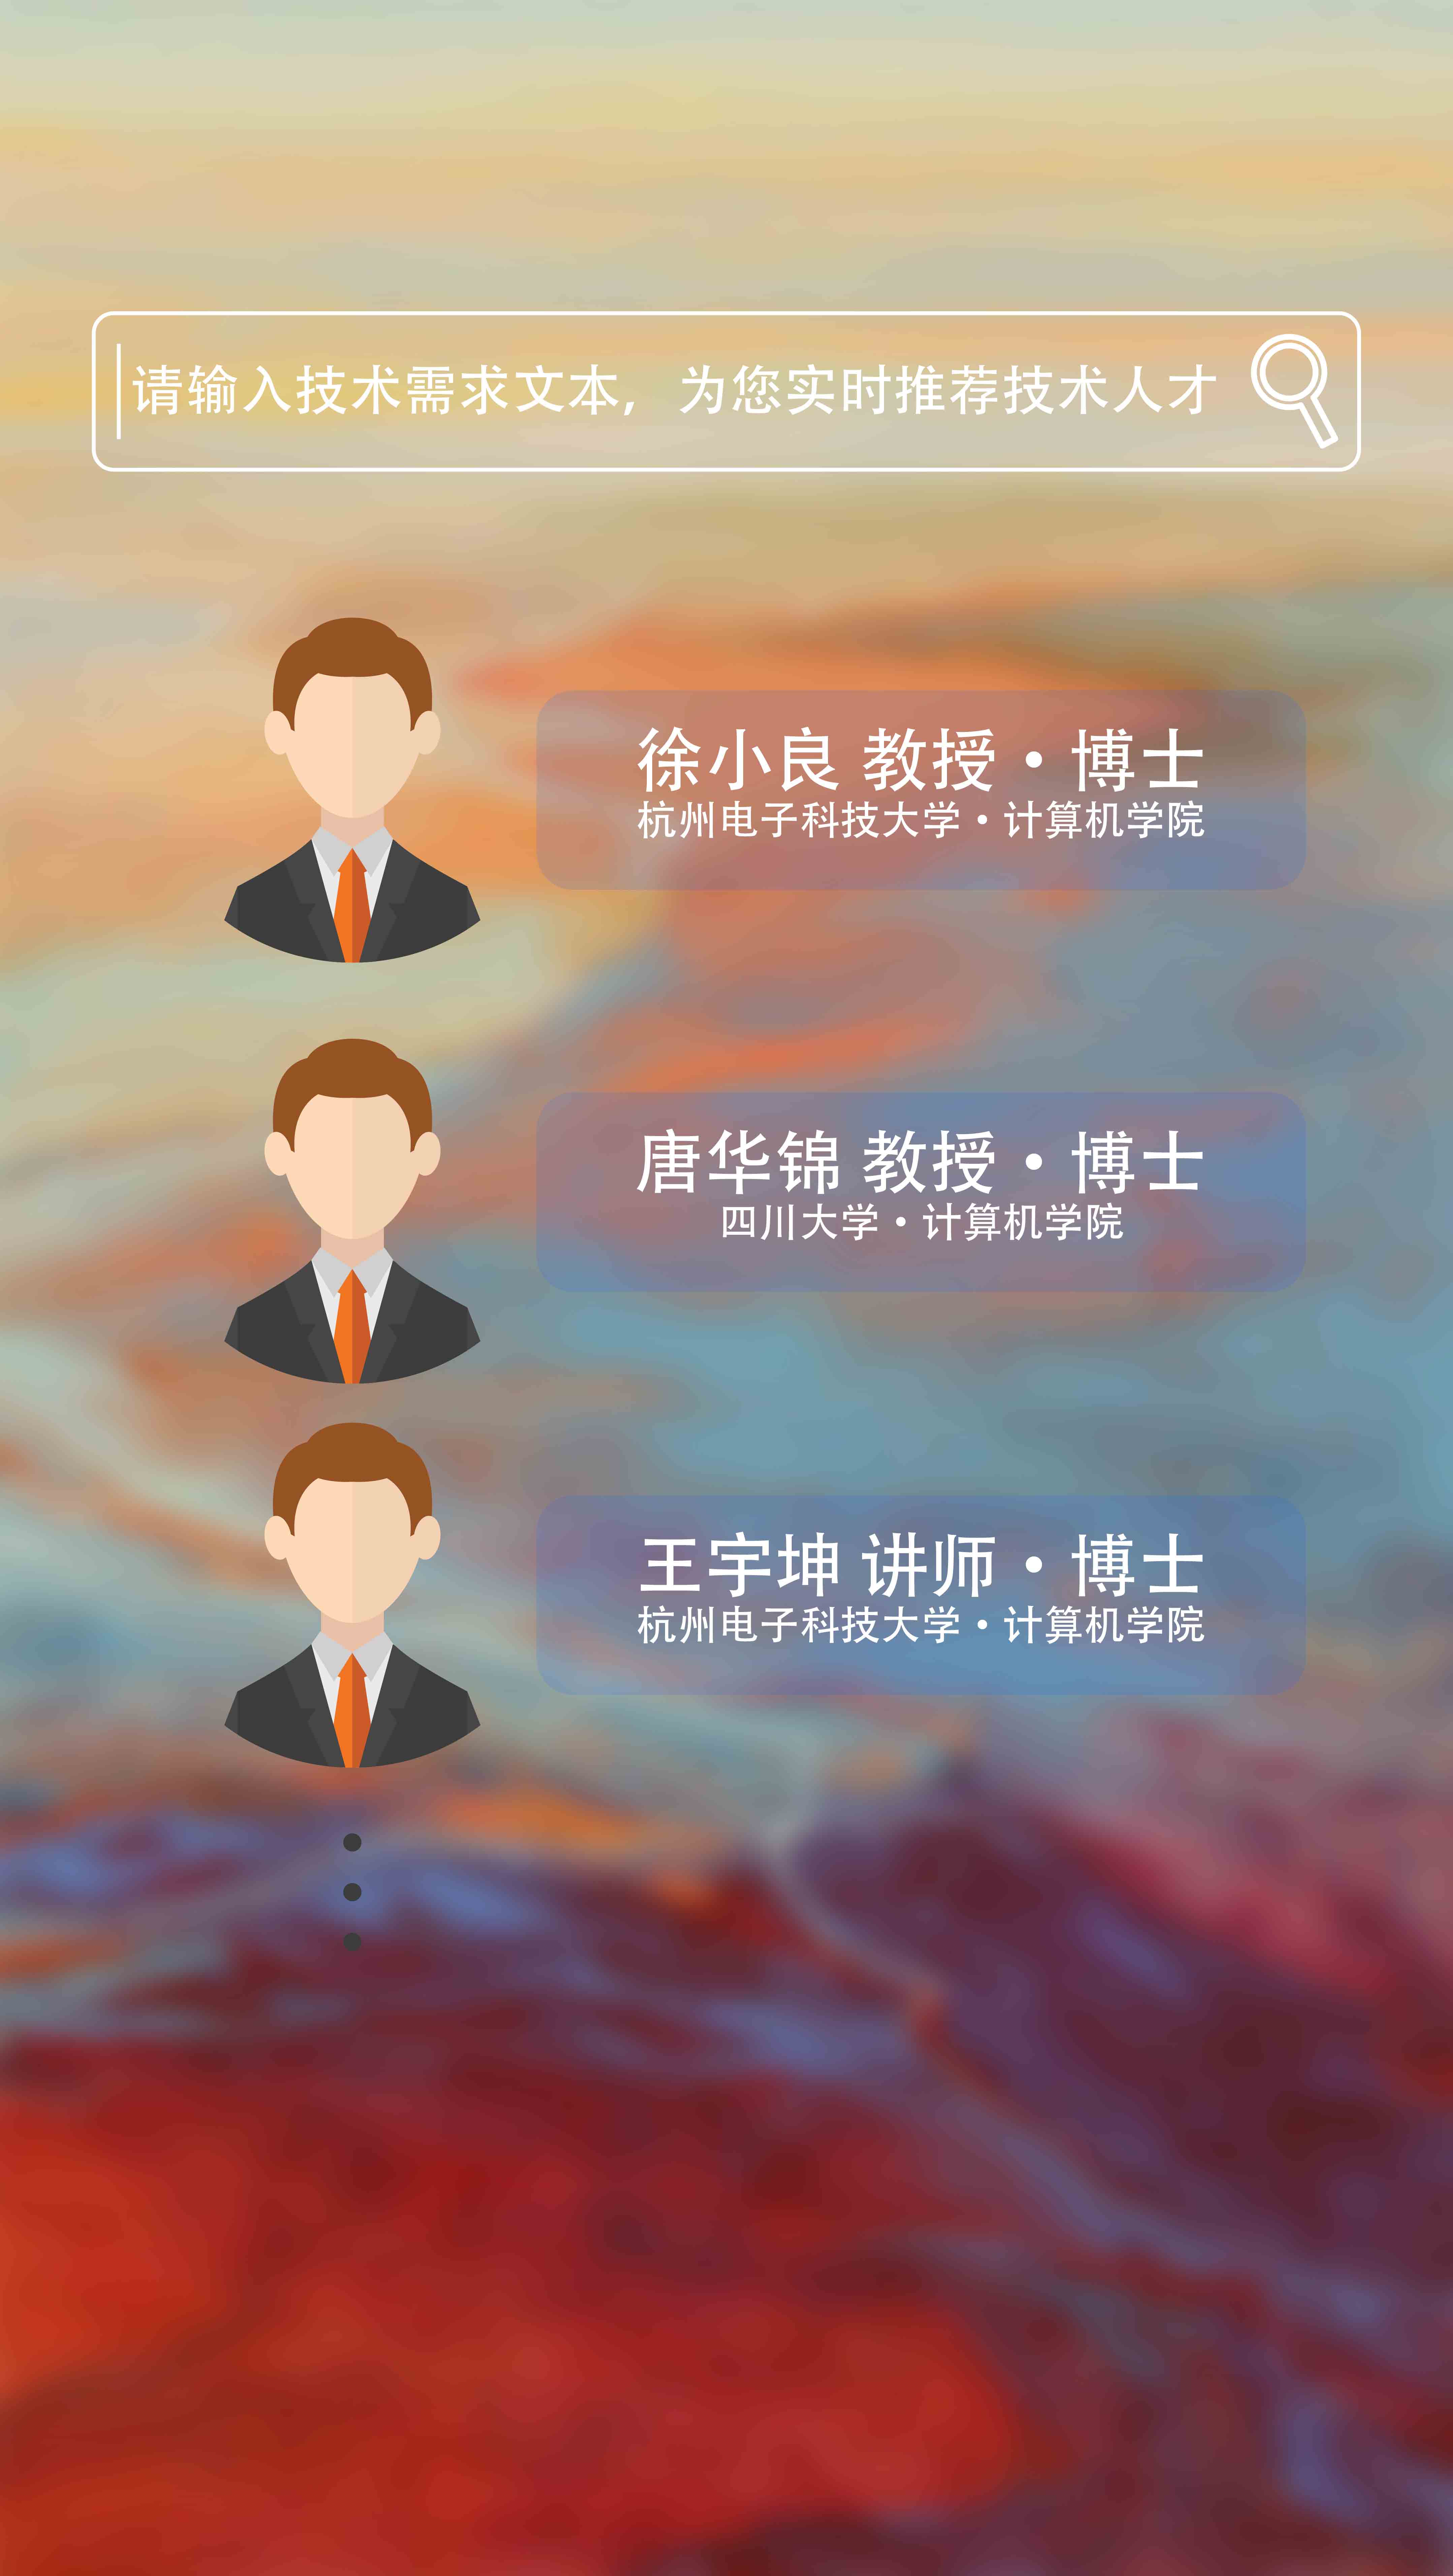 请输入技术需求文本，为您实时推荐技术人才
徐小良 教授·博士
杭州电子科技大学·计算机学院
唐华锦 教授·博士
四川大学·计算机学院
王宇坤 讲师·博士
杭州电子科技大学·计算机学院